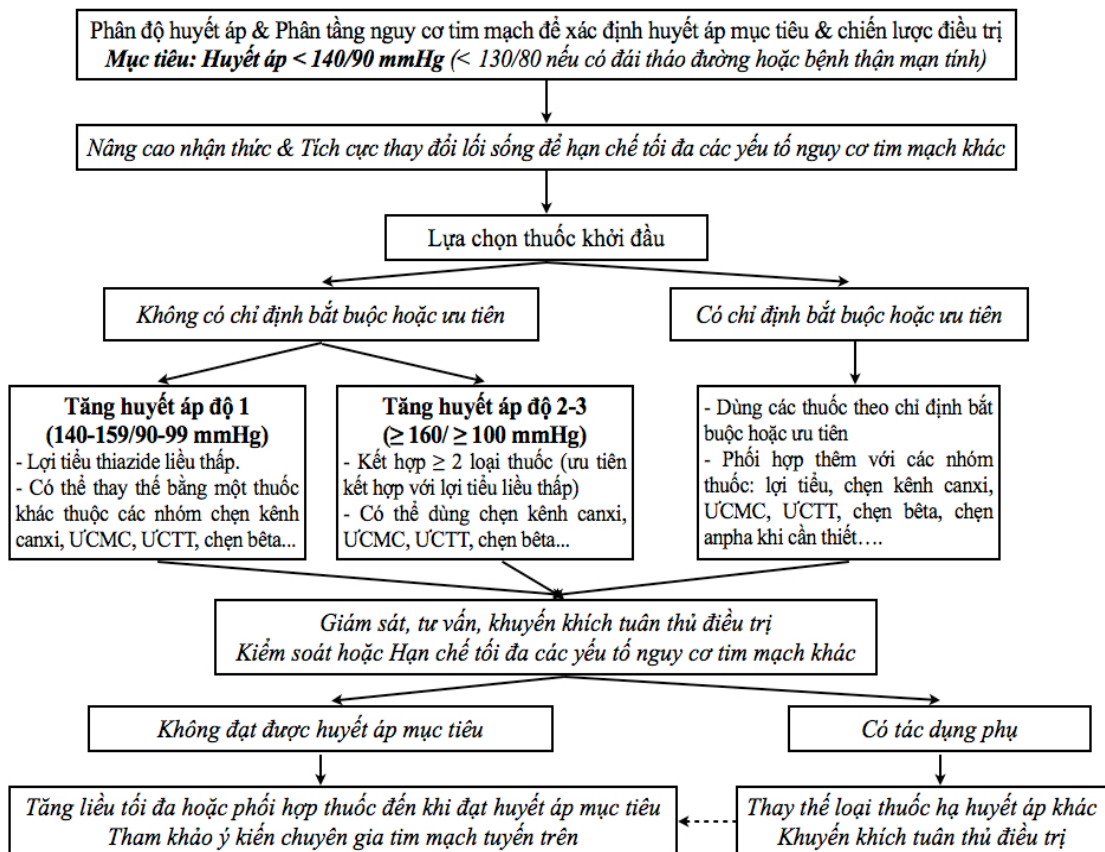 Phân độ huyết áp & Phân tầng nguy cơ tim mạch để xác định huyết áp mục tiêu & chiến lược điều trị
Mục tiêu: Huyết áp < 140/90 mmHg (< 130/80 nếu có đái tháo đường hoặc bệnh thận mạn tính)
Nâng cao nhận thức & Tích cực thay đổi lối sống để hạn chế tối đa các yếu tố nguy cơ tim mạch khác
Lựa chọn thuốc khởi đầu
Không có chỉ định bắt buộc hoặc ưu tiên
Có chỉ định bắt buộc hoặc ưu tiên
Tăng huyết áp độ 1
(140-159/90-99 mmHg)
- Lợi tiểu thiazide liều thấp.
- Có thể thay thế bằng một thuốc
khác thuộc các nhóm chẹn kênh
canxi, ƯCMC, ƯCTT, chẹn bêta...
Tăng huyết áp độ 2-3
(≥ 160/ ≥ 100 mmHg)
- Kết hợp ≥ 2 loại thuốc (ưu tiên
kết hợp với lợi tiểu liều thấp)
- Có thể dùng chẹn kênh canxi,
ƯCMC, ƯCTT, chẹn bêta...
- Dùng các thuốc theo chỉ định bắt
buộc hoặc ưu tiên
- Phối hợp thêm với các nhóm
thuốc: lợi tiểu, chẹn kênh canxi,
ƯCMC, ƯCTT, chẹn bêta, chẹn
anpha khi cần thiết….
Giám sát, tư vấn, khuyến khích tuân thủ điều trị
Kiểm soát hoặc Hạn chế tối đa các yếu tố nguy cơ tim mạch khác
Không đạt được huyết áp mục tiêu
Có tác dụng phụ
Tăng liều tối đa hoặc phối hợp thuốc đến khi đạt huyết áp mục tiêu
Tham khảo ý kiến chuyên gia tim mạch tuyến trên
Thay thế loại thuốc hạ huyết áp khác
Khuyến khích tuân thủ điều trị